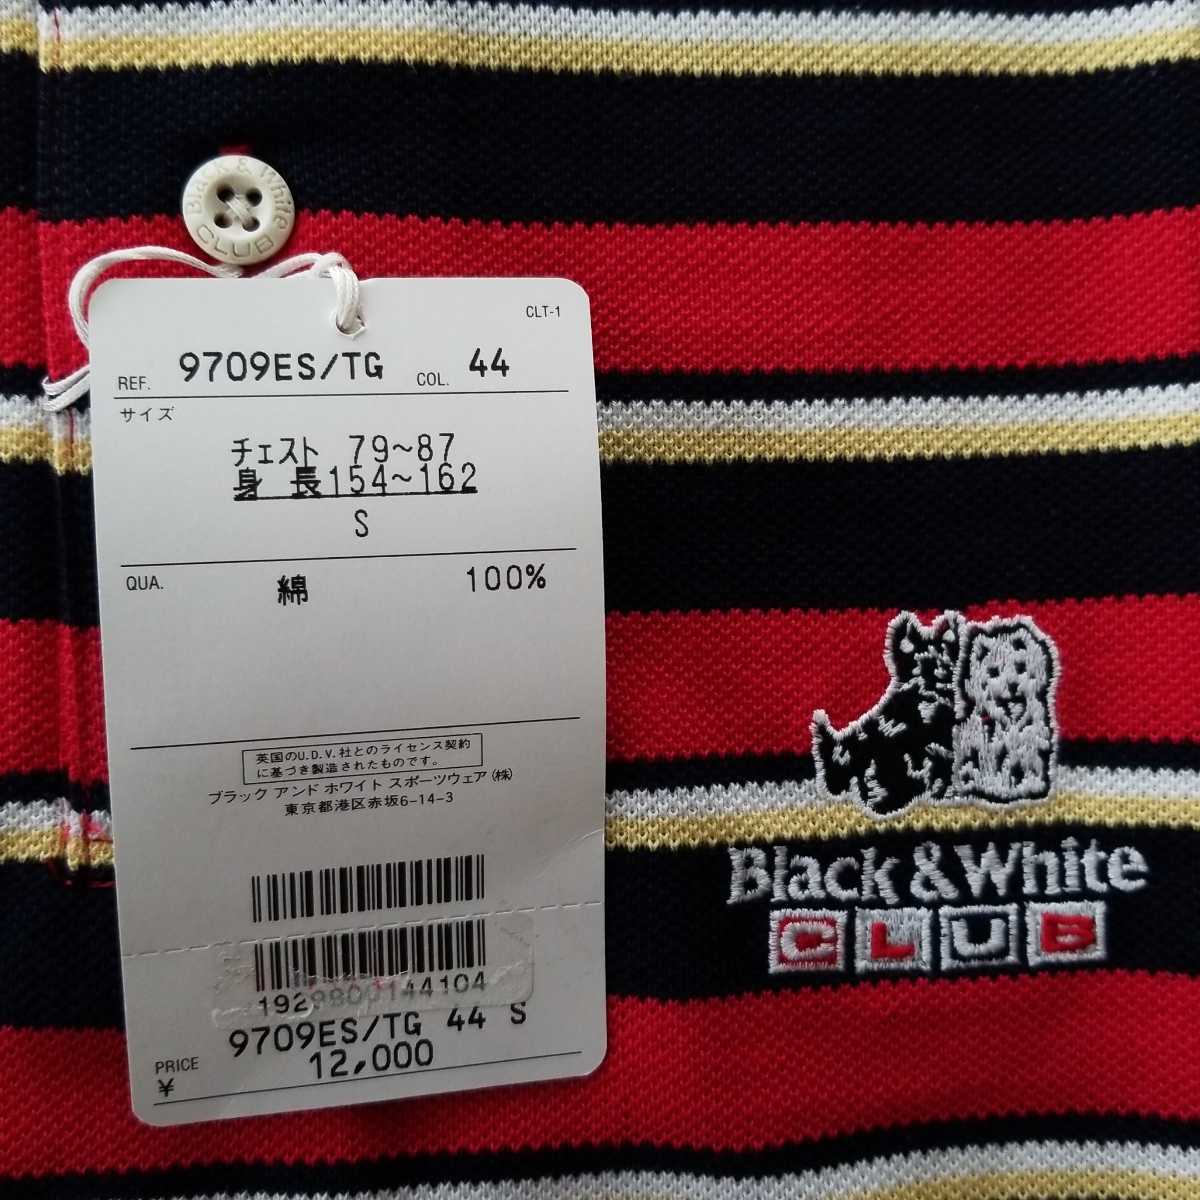 Black & White
CLUB
CLT-1
REF. 9709ES/TG COL. 44
サイズ
チェスト 79~87
身 長154~162
S
QUA. 綿 100%
英国のU.D.V.社とのライセンス契約
に基づき製造されたものです。
ブラック アンド ホワイト スポーツウェア(株)
東京都港区赤坂6-14-3
9709ES/TG 44 S
PRICE
¥ 12,000
Black & White
CLUB